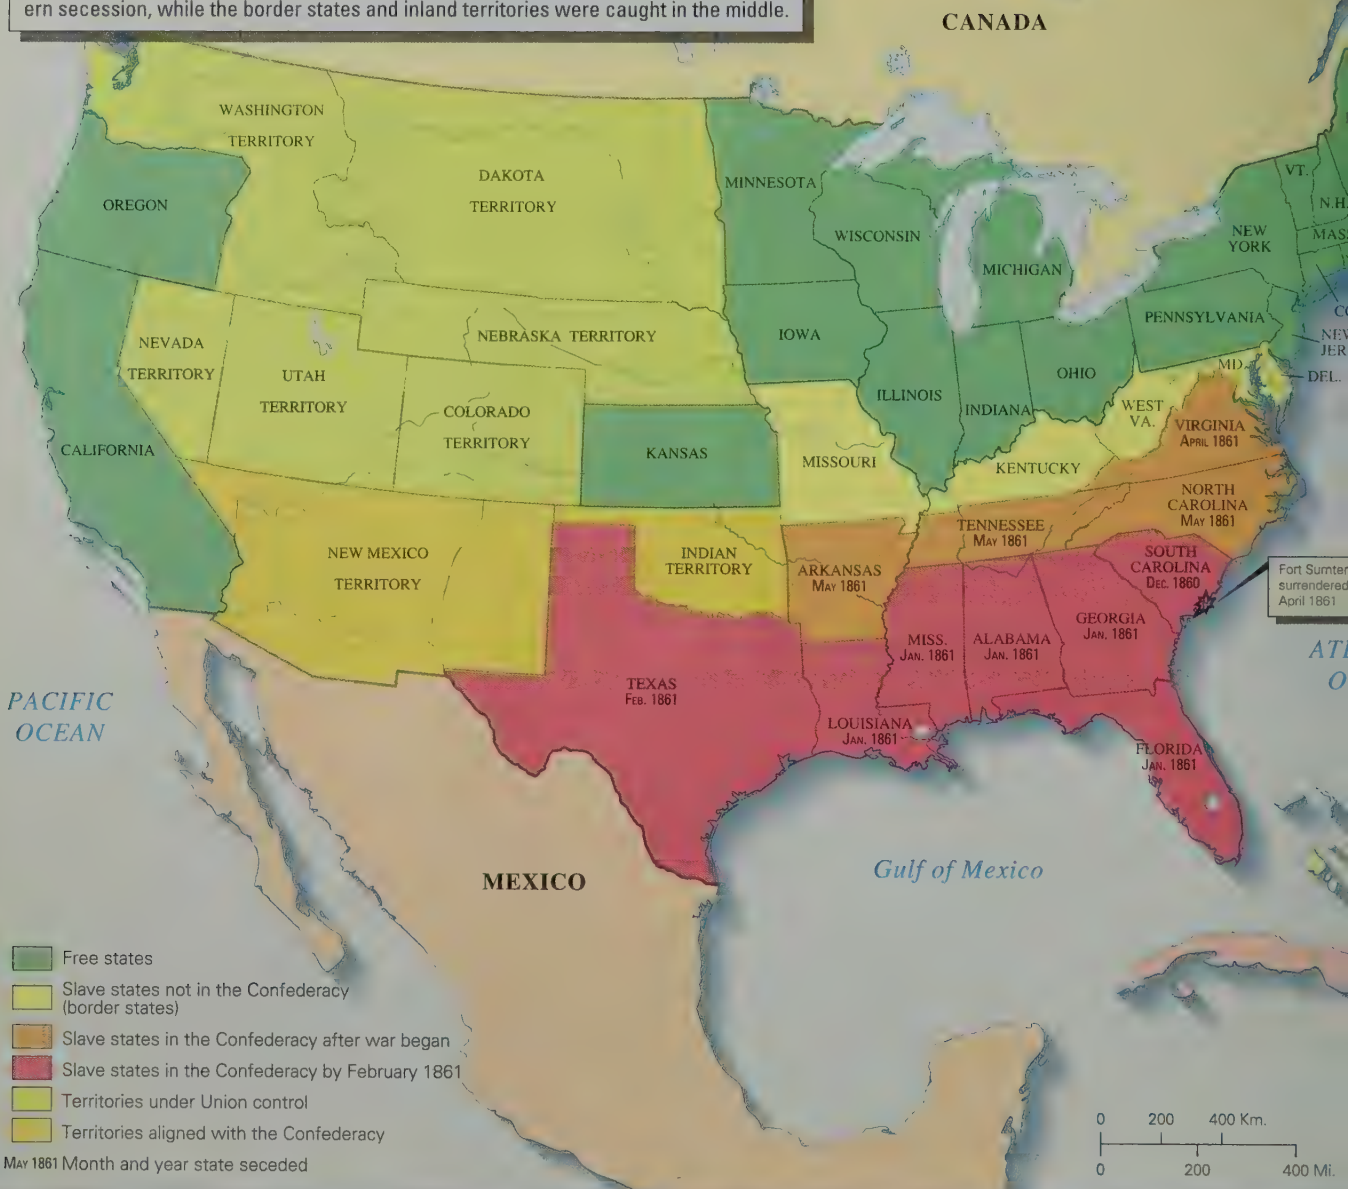 ern secession, while the border states and inland territories were caught in the middle.
CANADA
WASHINGTON
TERRITORY
DAKOTA
TERRITORY
OREGON
MINNESOTA
WISCONSIN
MICHIGAN
VT.
N.H.
NEW
YORK
MASS
NEBRASKA TERRITORY
IOWA
PENNSYLVANIA
NEW
JER
NEVADA
TERRITORY
UTAH
TERRITORY
COLORADO
TERRITORY
ILLINOIS
INDIANA
OHIO
MD.
DEL.
CALIFORNIA
KANSAS
MISSOURI
KENTUCKY
WEST
VA.
VIRGINIA
APRIL 1861
NORTH
CAROLINA
MAY 1861
NEW MEXICO
TERRITORY
INDIAN
TERRITORY
ARKANSAS
MAY 1861
TENNESSEE
MAY 1861
SOUTH
CAROLINA
DEC. 1860
Fort Sumter
surrendered
April 1861
MISS.
JAN. 1861
ALABAMA
JAN. 1861
GEORGIA
JAN. 1861
TEXAS
FEB. 1861
LOUISIANA
JAN. 1861
FLORIDA
JAN. 1861
PACIFIC
OCEAN
MEXICO
Gulf of Mexico
Free states
Slave states not in the Confederacy
(border states)
Slave states in the Confederacy after war began
Slave states in the Confederacy by February 1861
Territories under Union control
Territories aligned with the Confederacy
MAY 1861 Month and year state seceded
0 200 400 Km.
0 200 400 Mi.